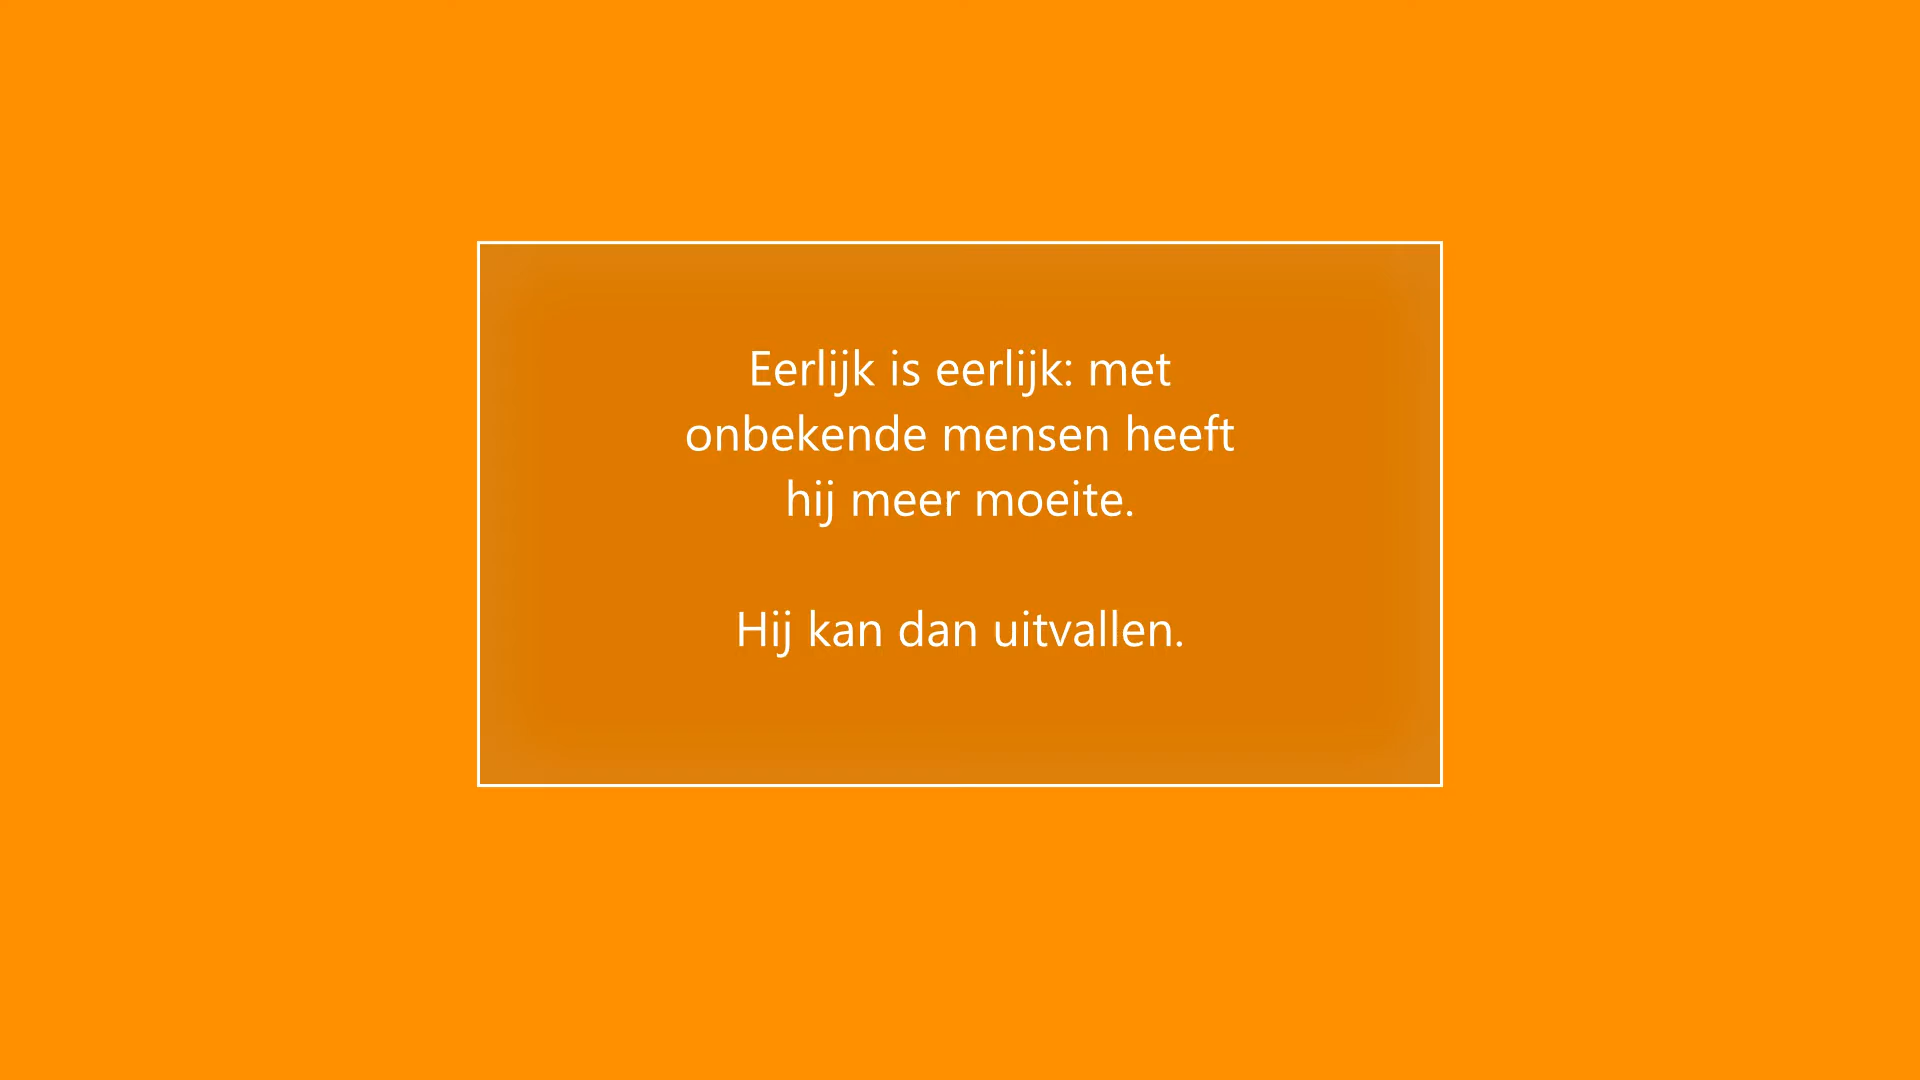 Eerlijk is eerlijk: met
onbekende mensen heeft
hij meer moeite.
Hij kan dan uitvallen.